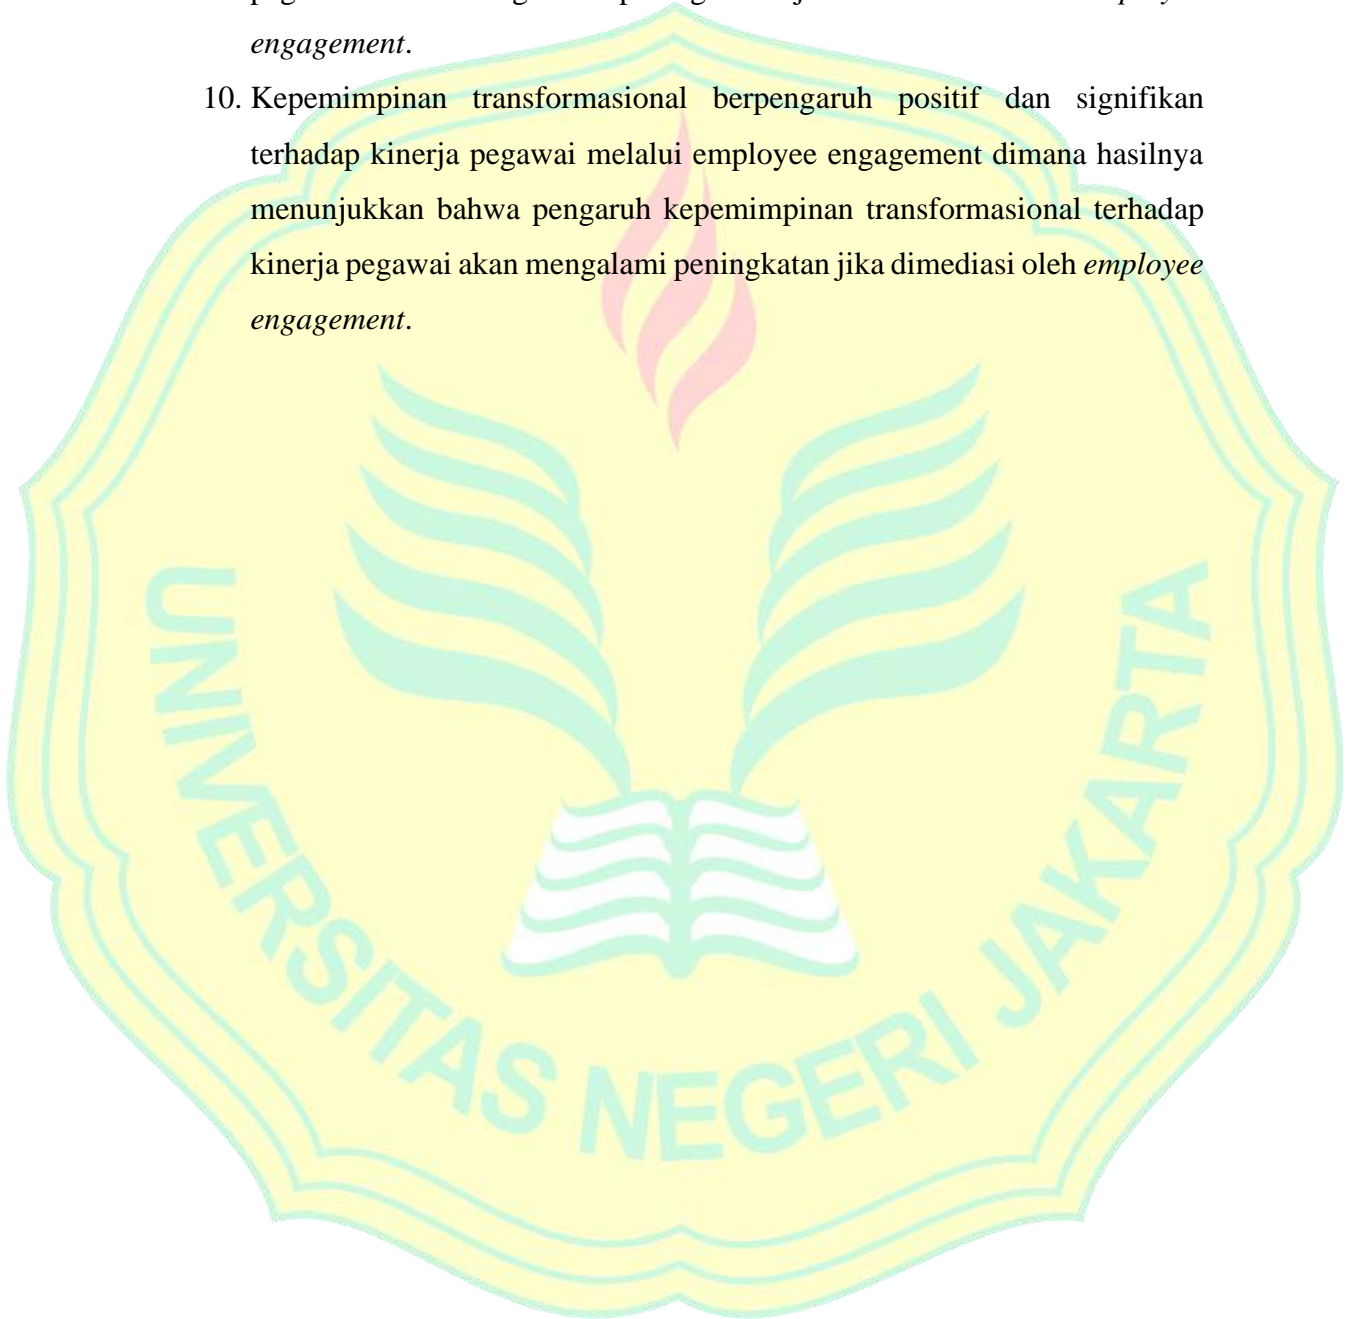 engagement.
10. Kepemimpinan transformasional berpengaruh positif dan signifikan
terhadap kinerja pegawai melalui employee engagement dimana hasilnya
menunjukkan bahwa pengaruh kepemimpinan transformasional terhadap
kinerja pegawai akan mengalami peningkatan jika dimediasi oleh employee
engagement.
UNIVERSITAS NEGERI JAKARTA